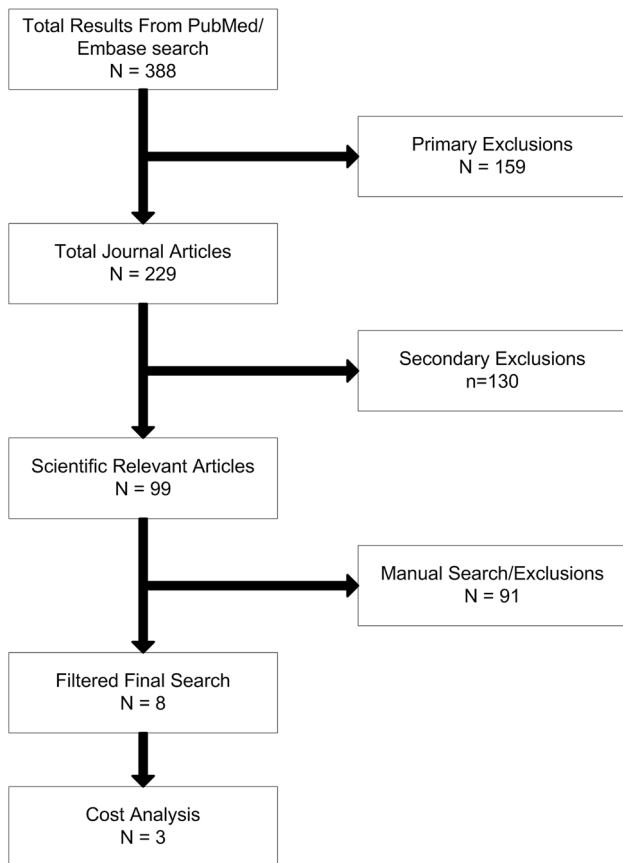 Total Results From PubMed/
Embase search
N = 388
Primary Exclusions
N = 159
Total Journal Articles
N = 229
Secondary Exclusions
n=130
Scientific Relevant Articles
N = 99
Manual Search/Exclusions
N = 91
Filtered Final Search
N = 8
Cost Analysis
N = 3